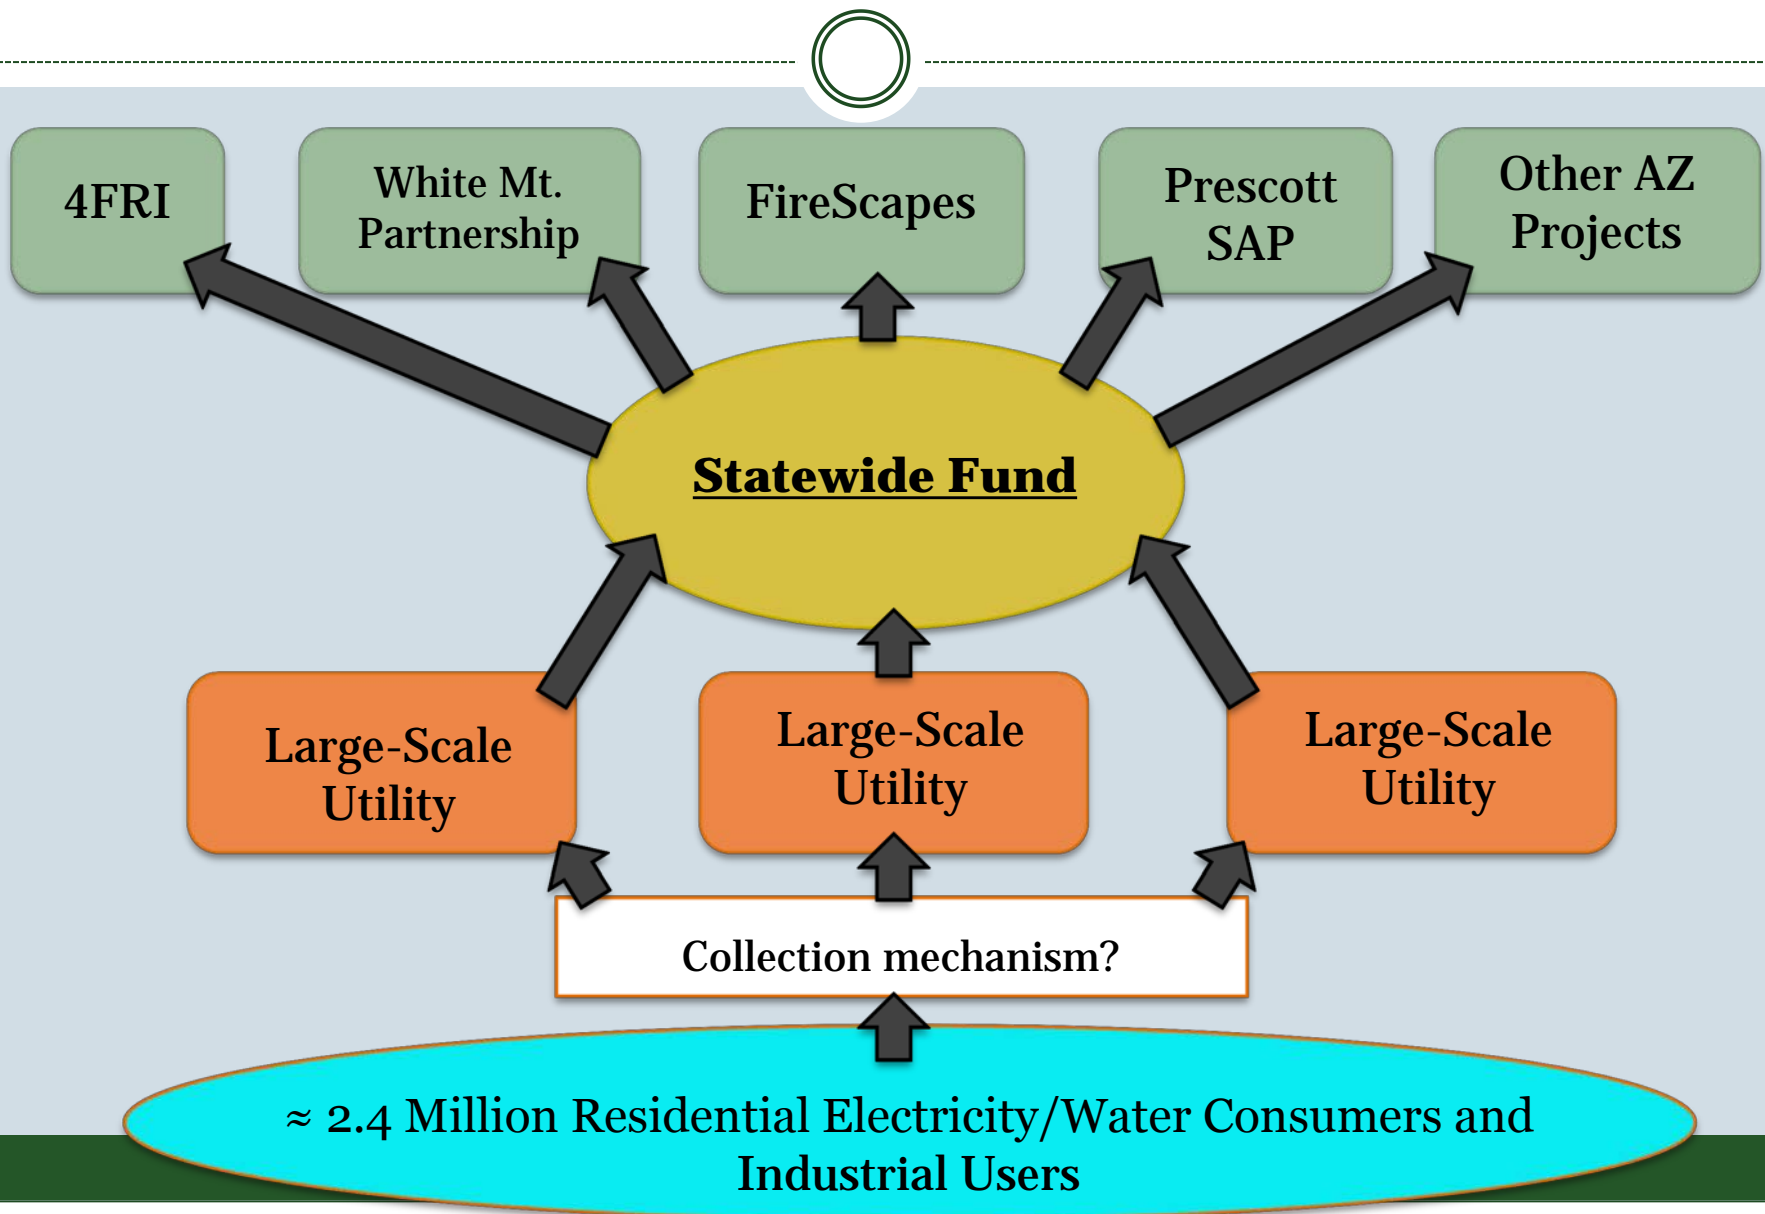 4FRI
White Mt.
Partnership
FireScapes
Prescott
SAP
Other AZ
Projects
Statewide Fund
Large-Scale
Utility
Large-Scale
Utility
Large-Scale
Utility
Collection mechanism?
≈ 2.4 Million Residential Electricity/Water Consumers and
Industrial Users